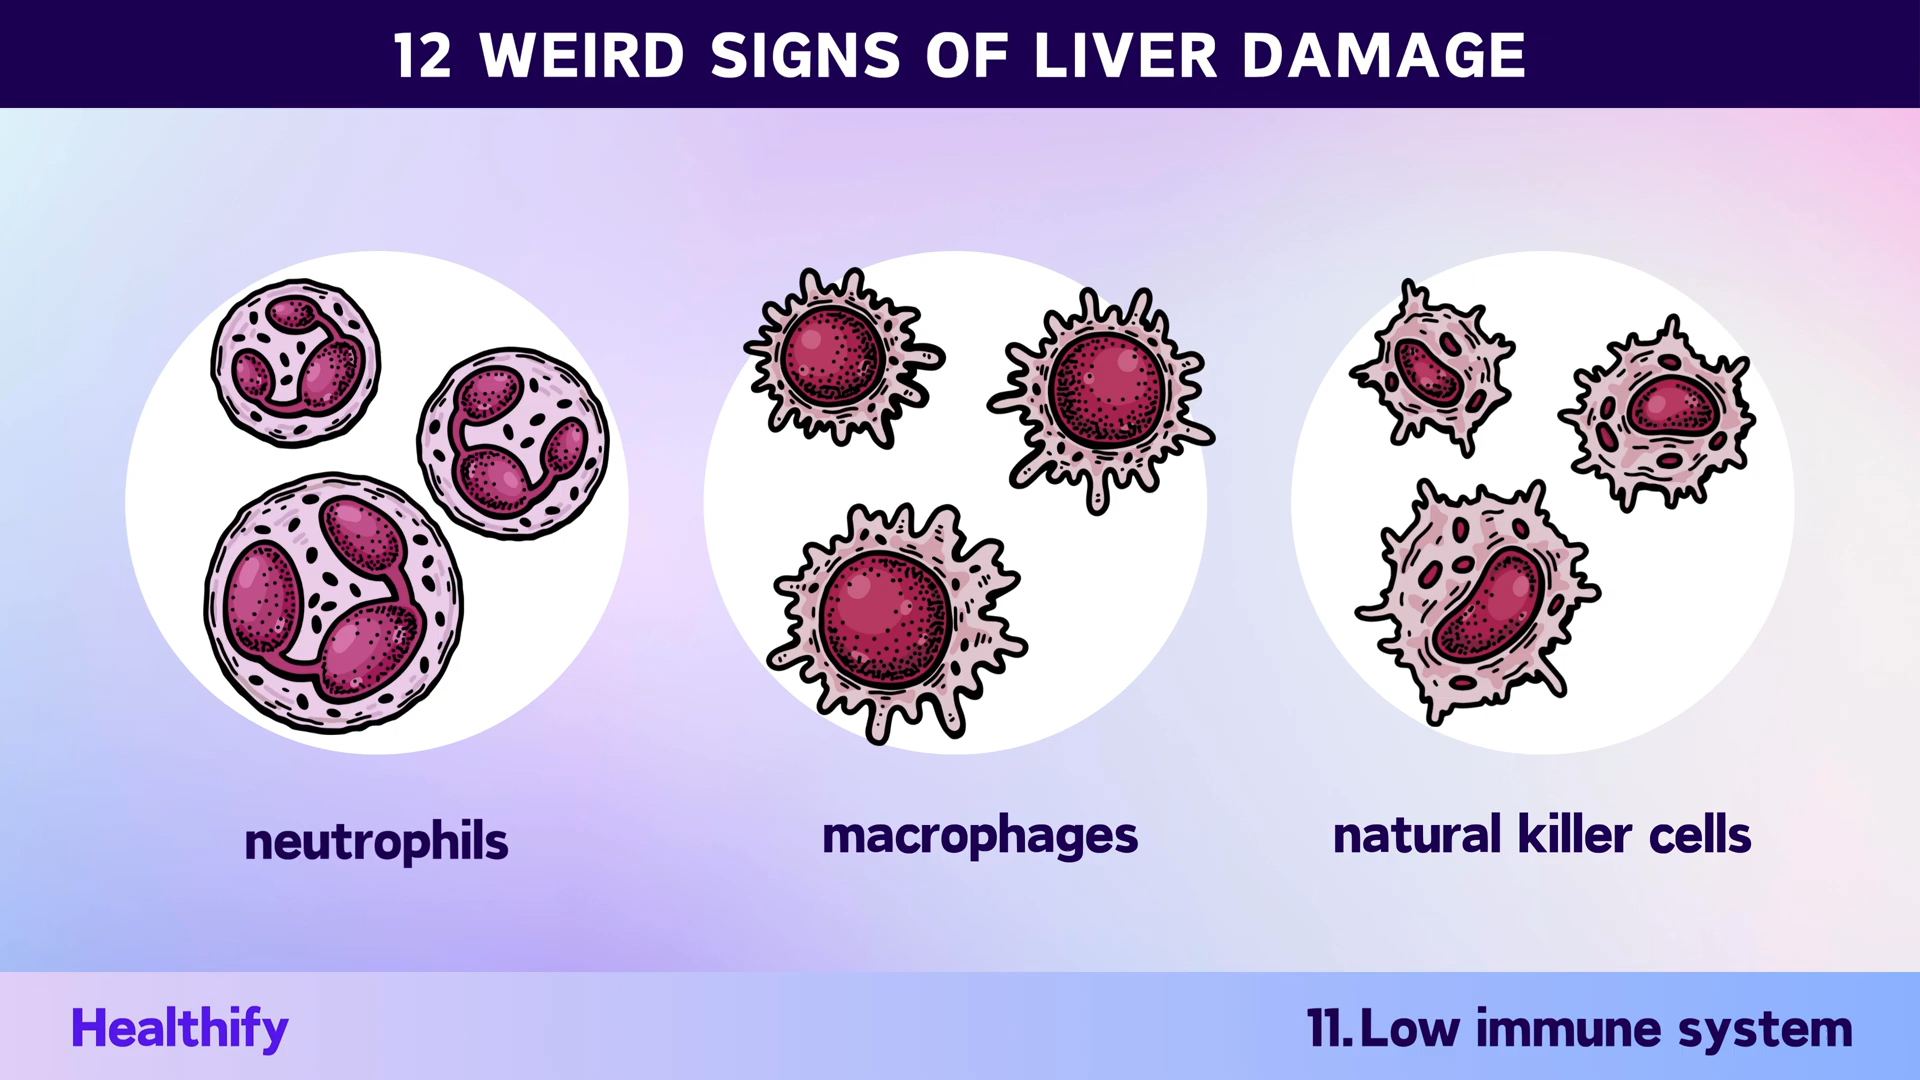 12 WEIRD SIGNS OF LIVER DAMAGE
neutrophils
macrophages
natural killer cells
Healthify
11. Low immune system